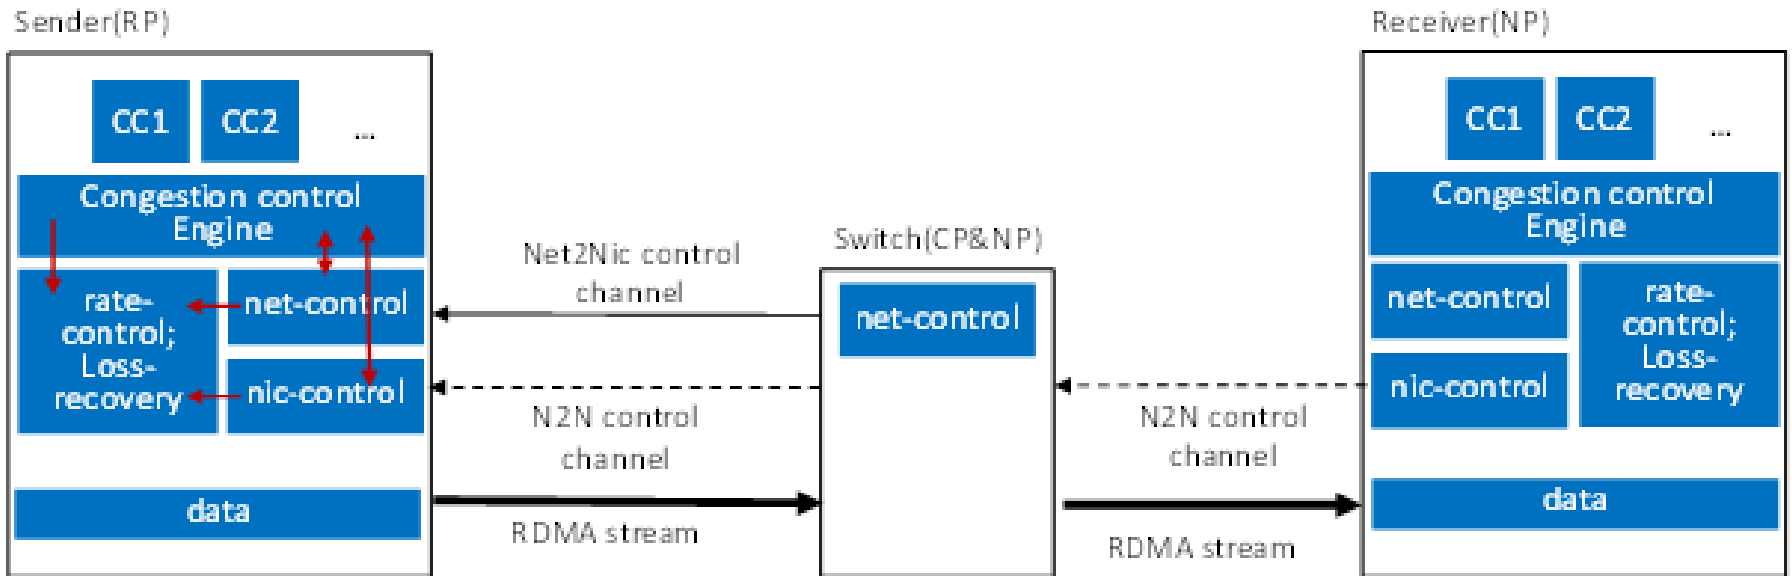 Sender(RP)
CC1
CC2
...
Congestion control
Engine
rate-
control;
Loss-
recovery
net-control
nic-control
data
Net2Nic control
channel
N2N control
channel
RDMA stream
Switch(CP&NP)
net-control
N2N control
channel
RDMA stream
Receiver(NP)
CC1
CC2
...
Congestion control
Engine
net-control
nic-control
rate-
control;
Loss-
recovery
data